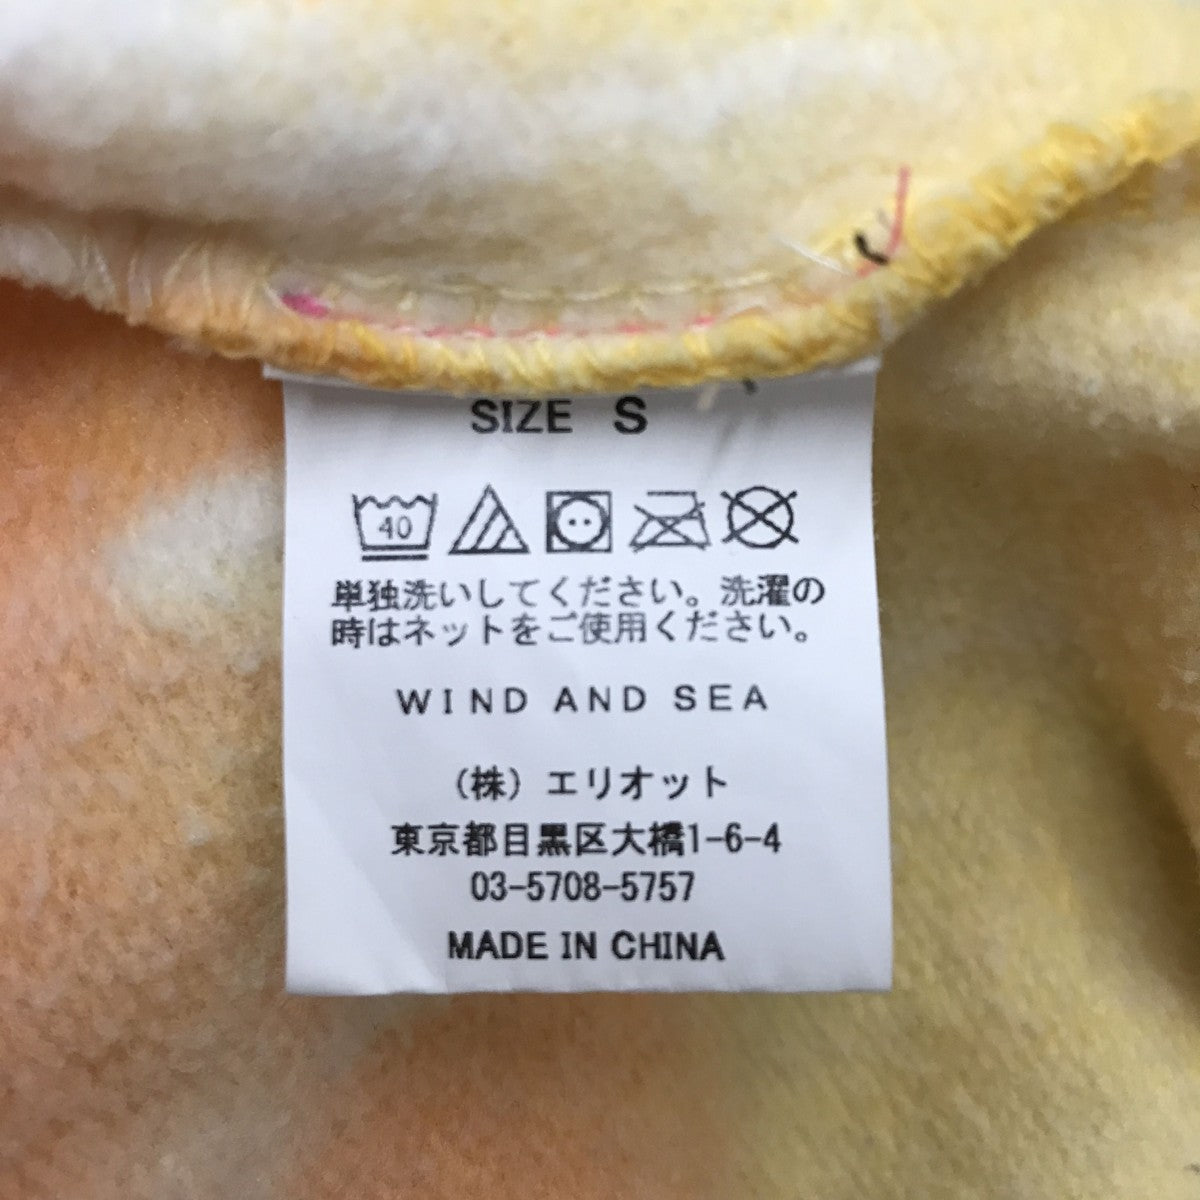 SIZE S
40
単独洗いしてください。洗濯の
時はネットをご使用ください。
WIND AND SEA
（株）エリオット
東京都目黒区大橋1-6-4
03-5708-5757
MADE IN CHINA